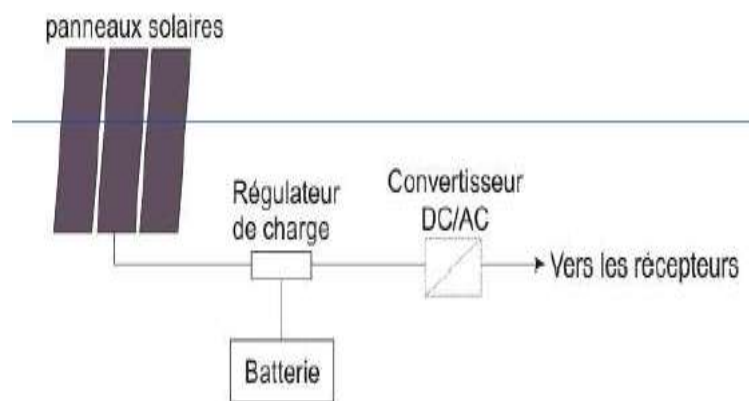 panneaux solaires
Régulateur
de charge
Convertisseur
DC/AC
Vers les récepteurs
Batterie